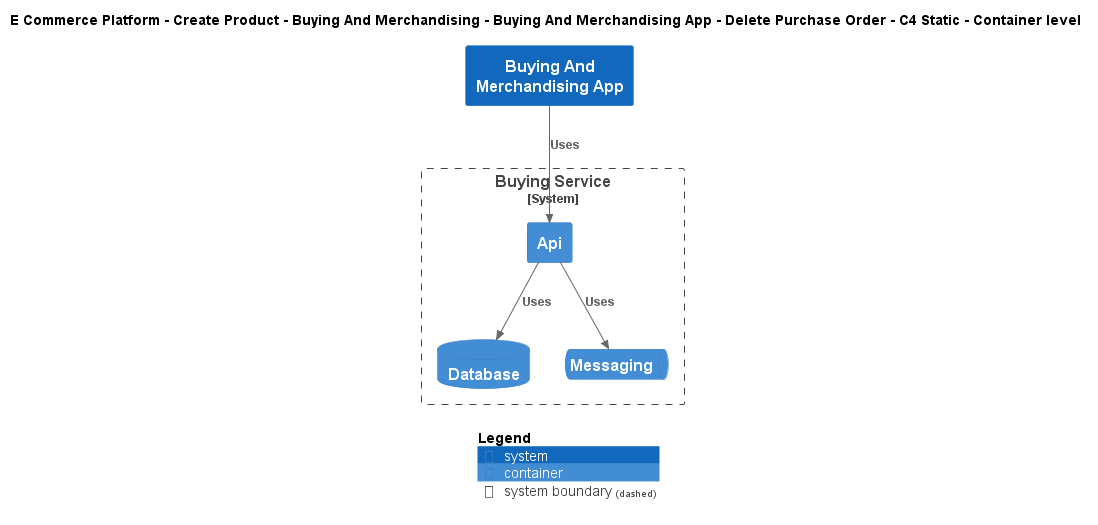 E Commerce Platform - Create Product - Buying And Merchandising - Buying And Merchandising App - Delete Purchase Order - C4 Static - Container level
Buying And
Merchandising App
Uses
Buying Service
[System]
Api
Uses
Uses
Database
Messaging
Legend
system
container
system boundary (dashed)